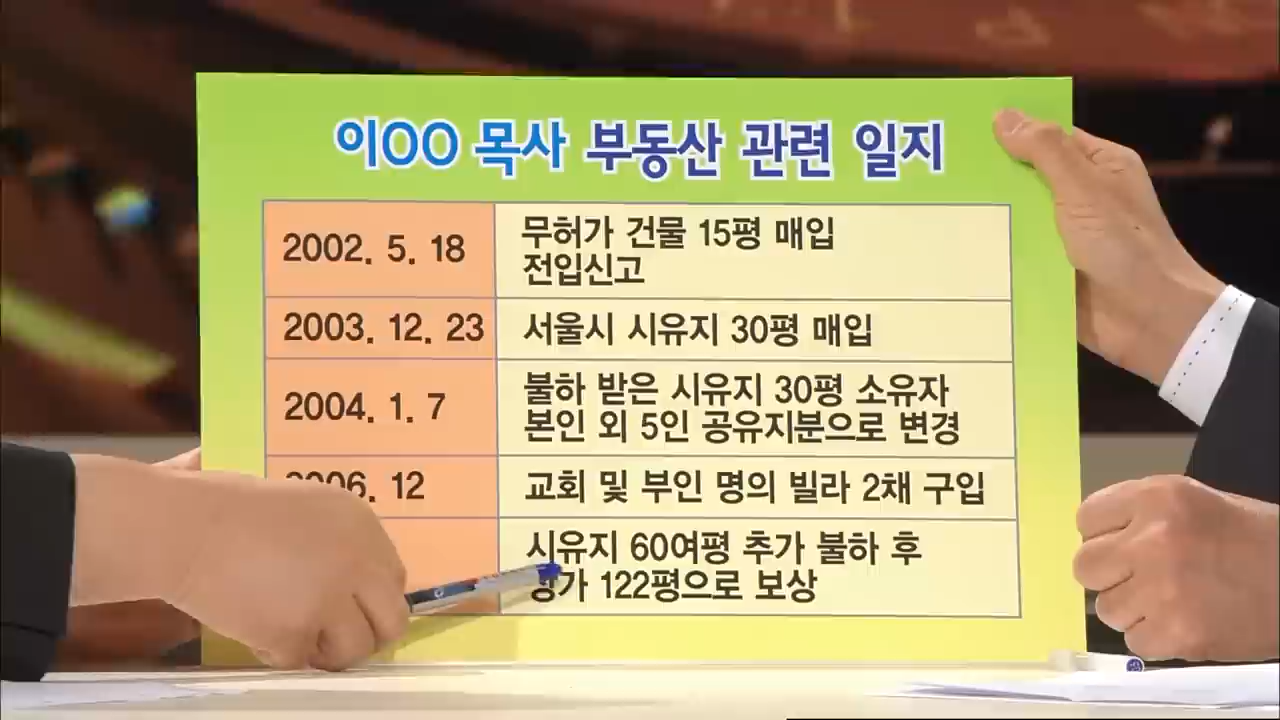 이OO 목사 부동산 관련 일지
2002. 5. 18
무허가 건물 15평 매입
전입신고
2003. 12. 23
서울시 시유지 30평 매입
2004. 1. 7
불하 받은 시유지 30평 소유자
본인 외 5인 공유지분으로 변경
2006. 12
교회 및 부인 명의 빌라 2채 구입
시유지 60여평 추가 불하 후
122평으로 보상